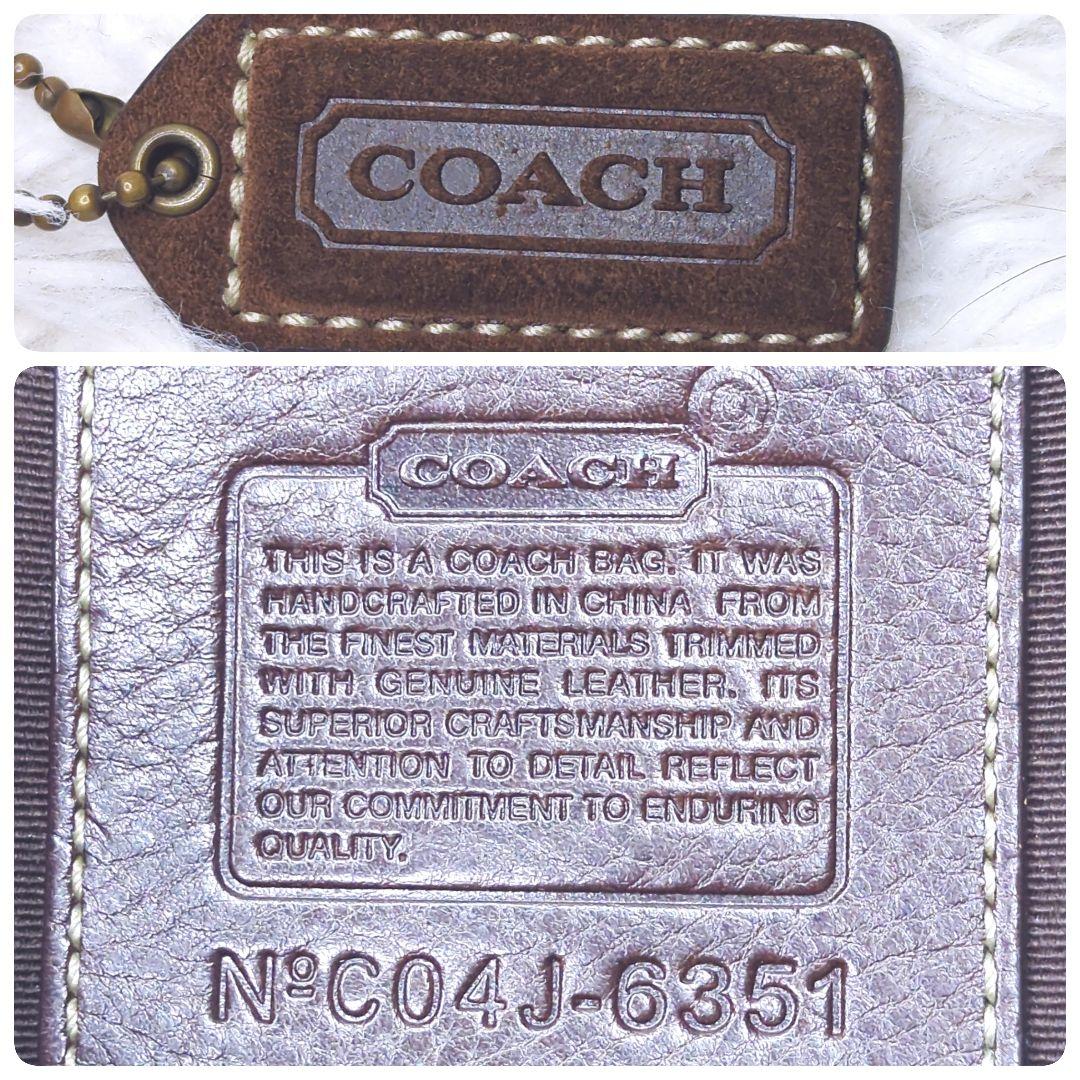 COACH
COACH
THIS IS A COACH BAG. IT WAS
HANDCRAFTED IN CHINA FROM
THE FINEST MATERIALS TRIMMED
WITH GENUINE LEATHER. ITS
SUPERIOR CRAFTSMANSHIP AND
ATTENTION TO DETAIL REFLECT
OUR COMMITMENT TO ENDURING
QUALITY.
NºC04J-6351